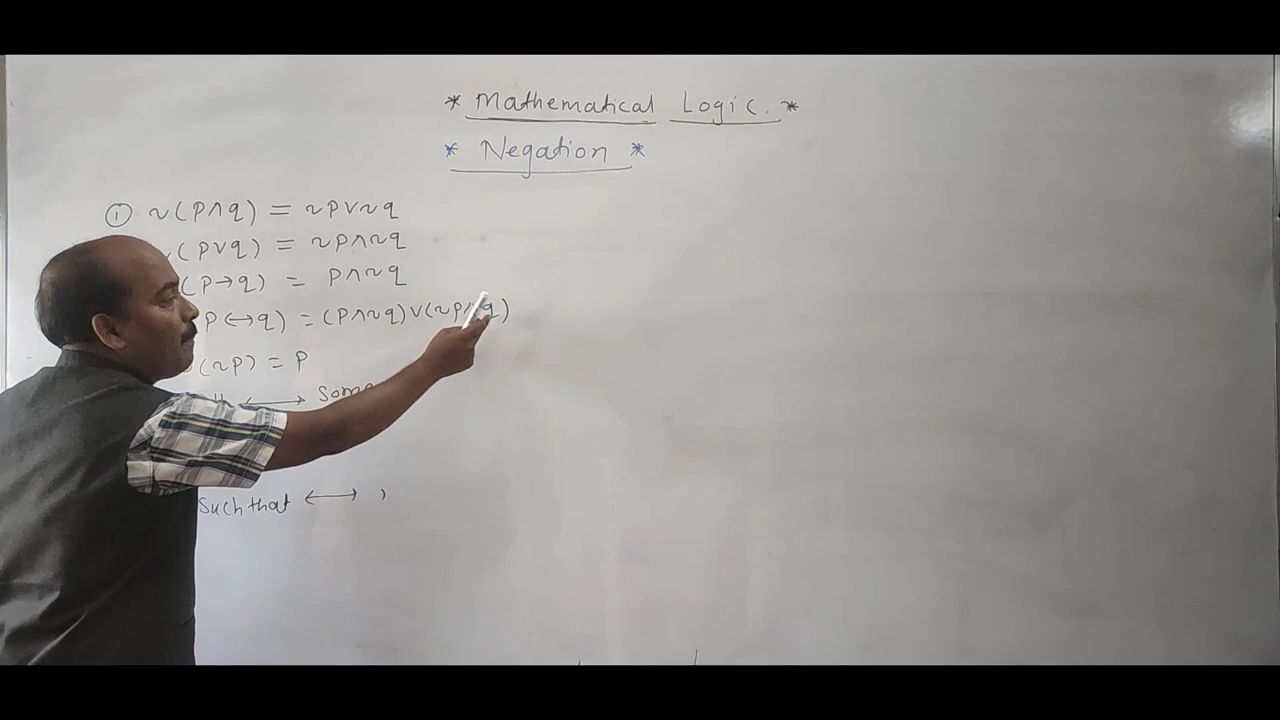 * Mathematical Logic. *
* Negation *
① ~(p∧q) = ~p∨~q
(p∨q) = ~p∧~q
(p→q) = p∧~q
p↔q) = (p∧~q)∨(~p∧q)
(~p) = p
⟷ Some
Such that ⟷ ,